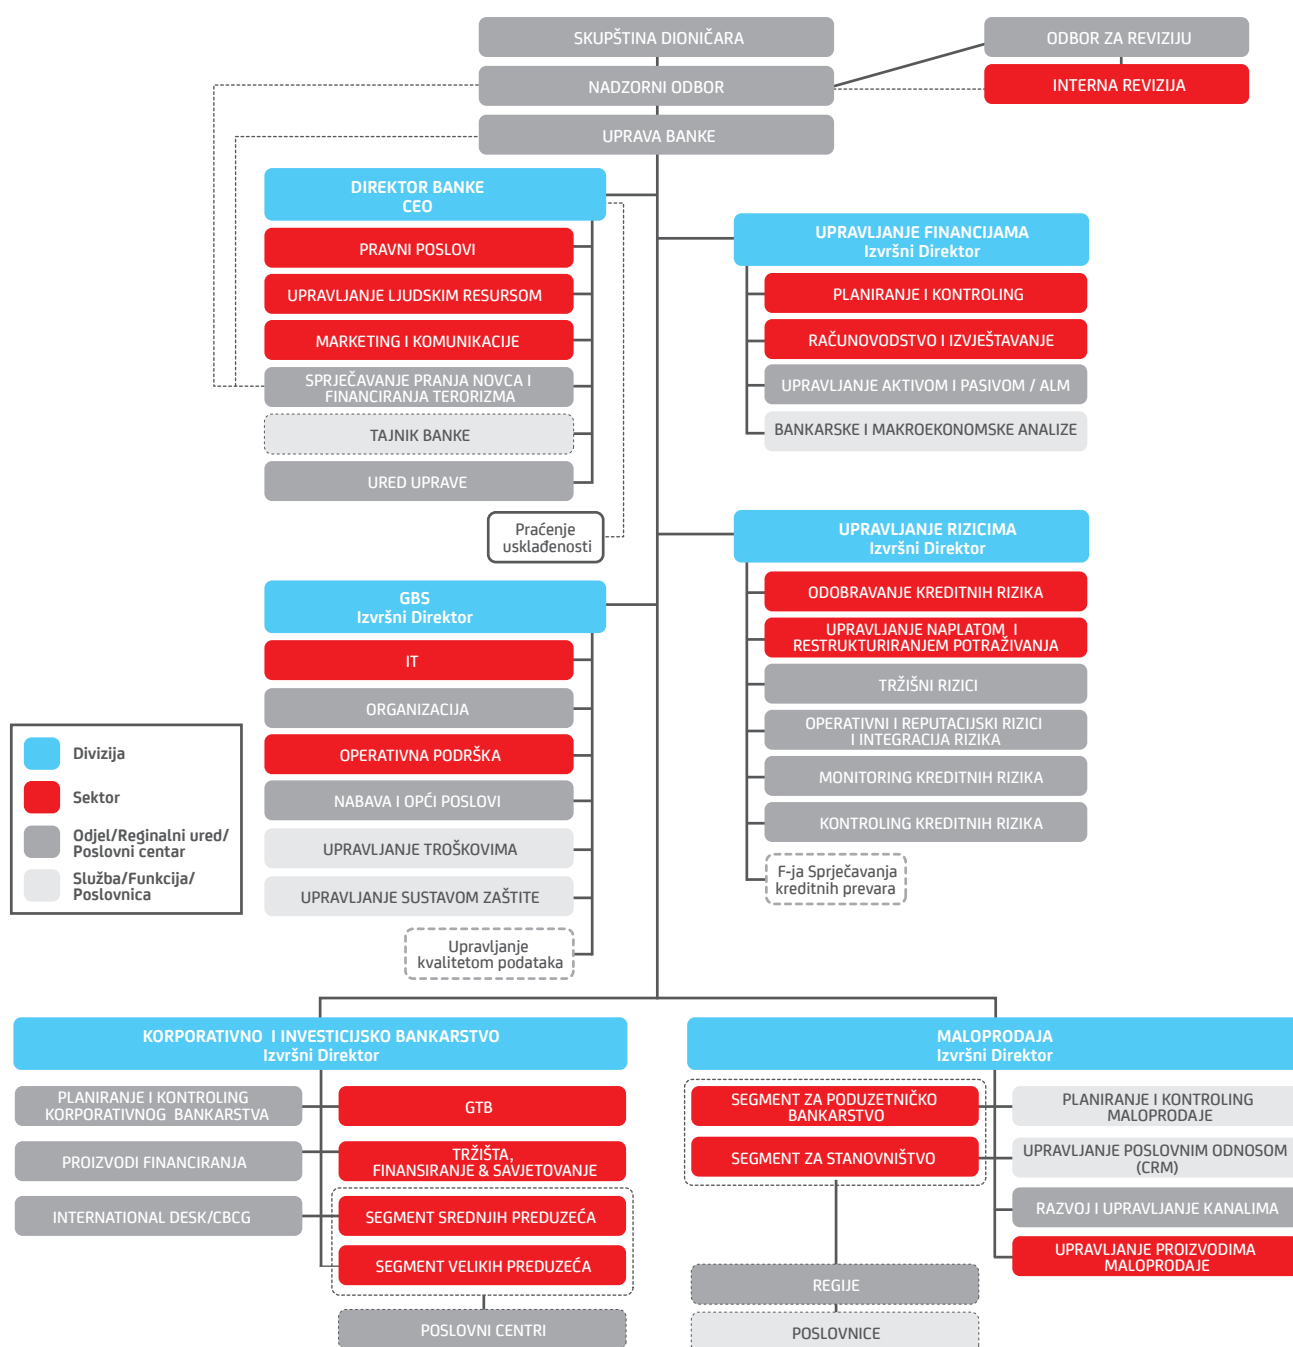 SKUPŠTINA DIONIČARA
ODBOR ZA REVIZIJU
NADZORNI ODBOR
INTERNA REVIZIJA
UPRAVA BANKE
DIREKTOR BANKE
CEO
PRAVNI POSLOVI
UPRAVLJANJE LJUDSKIM RESURSOM
MARKETING I KOMUNIKACIJE
SPRJEČAVANJE PRANJA NOVCA I
FINANCIRANJA TERORIZMA
TAJNIK BANKE
URED UPRAVE
Praćenje
usklađenosti
UPRAVLJANJE FINANCIJAMA
Izvršni Direktor
PLANIRANJE I KONTROLING
RAČUNOVODSTVO I IZVJEŠTAVANJE
UPRAVLJANJE AKTIVOM I PASIVOM / ALM
BANKARSKE I MAKROEKONOMSKE ANALIZE
UPRAVLJANJE RIZICIMA
Izvršni Direktor
ODOBRAVANJE KREDITNIH RIZIKA
UPRAVLJANJE NAPLATOM I
RESTRUKTURIRANJEM POTRAŽIVANJA
TRŽIŠNI RIZICI
OPERATIVNI I REPUTACIJSKI RIZICI
I INTEGRACIJA RIZIKA
MONITORING KREDITNIH RIZIKA
KONTROLING KREDITNIH RIZIKA
F-ja Sprječavanja
kreditnih prevara
GBS
Izvršni Direktor
IT
ORGANIZACIJA
OPERATIVNA PODRŠKA
NABAVA I OPĆI POSLOVI
UPRAVLJANJE TROŠKOVIMA
UPRAVLJANJE SUSTAVOM ZAŠTITE
Upravljanje
kvalitetom podataka
Divizija
Sektor
Odjel/Reginalni ured/
Poslovni centar
Služba/Funkcija/
Poslovnica
KORPORATIVNO I INVESTICIJSKO BANKARSTVO
Izvršni Direktor
PLANIRANJE I KONTROLING
KORPORATIVNOG BANKARSTVA
PROIZVODI FINANCIRANJA
INTERNATIONAL DESK/CBCG
GTB
TRŽIŠTA,
FINANSIRANJE & SAVJETOVANJE
SEGMENT SREDNJIH PREDUZEĆA
SEGMENT VELIKIH PREDUZEĆA
POSLOVNI CENTRI
MALOPRODAJA
Izvršni Direktor
SEGMENT ZA PODUZETNIČKO
BANKARSTVO
SEGMENT ZA STANOVNIŠTVO
REGIJE
POSLOVNICE
PLANIRANJE I KONTROLING
MALOPRODAJE
UPRAVLJANJE POSLOVNIM ODNOSOM
(CRM)
RAZVOJ I UPRAVLJANJE KANALIMA
UPRAVLJANJE PROIZVODIMA
MALOPRODAJE